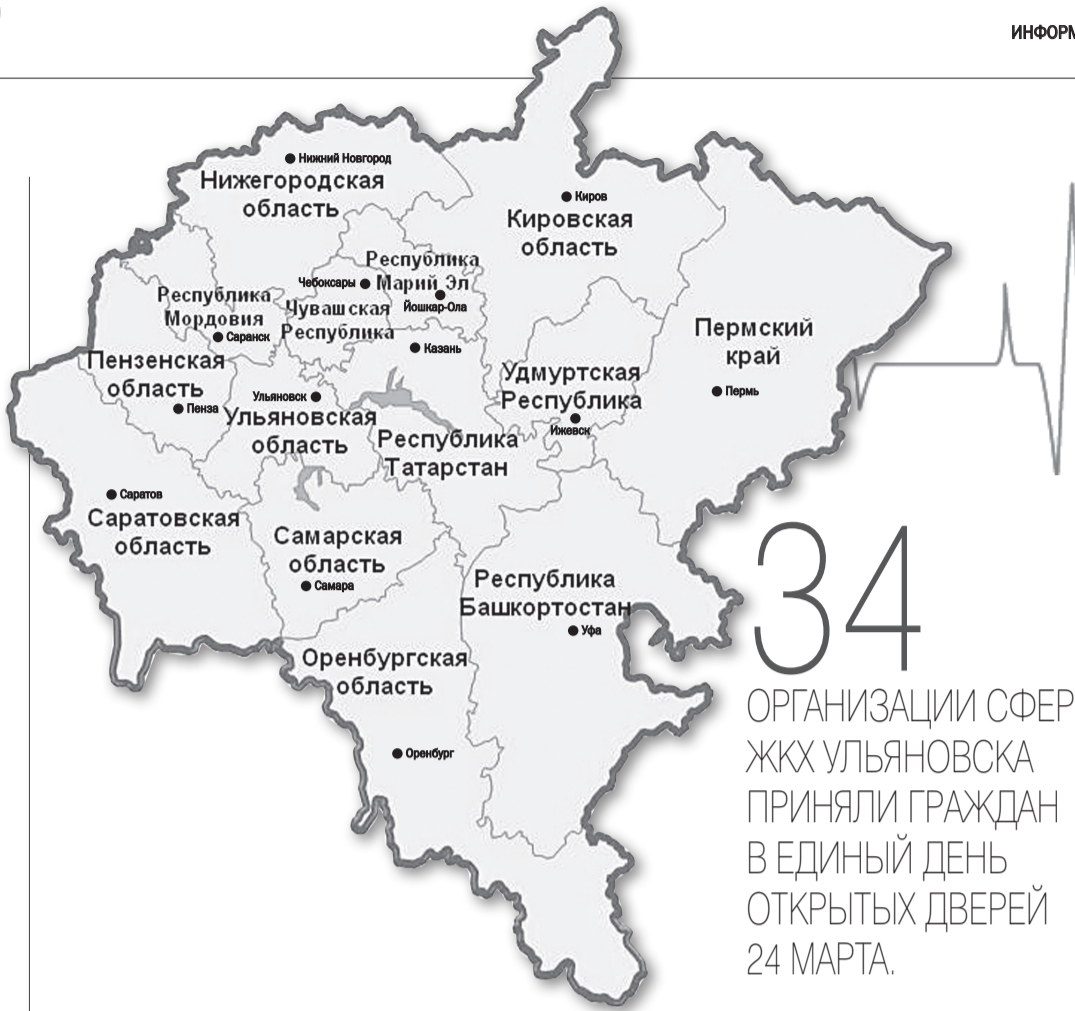 ИНФОРМ
Нижний Новгород
Нижегородская
область
Киров
Кировская
область
Республика
Марий Эл
Йошкар-Ола
Чебоксары
Чувашская
Республика
Республика
Мордовия
Саранск
Казань
Пермский
край
Пермь
Пензенская
область
Пенза
Удмуртская
Республика
Ижевск
Ульяновск
Ульяновская
область
Республика
Татарстан
Саратов
Саратовская
область
Самарская
область
Самара
Республика
Башкортостан
Уфа
Оренбургская
область
Оренбург
34
ОРГАНИЗАЦИИ СФЕР
ЖКХ УЛЬЯНОВСКА
ПРИНЯЛИ ГРАЖДАН
В ЕДИНЫЙ ДЕНЬ
ОТКРЫТЫХ ДВЕРЕЙ
24 МАРТА.